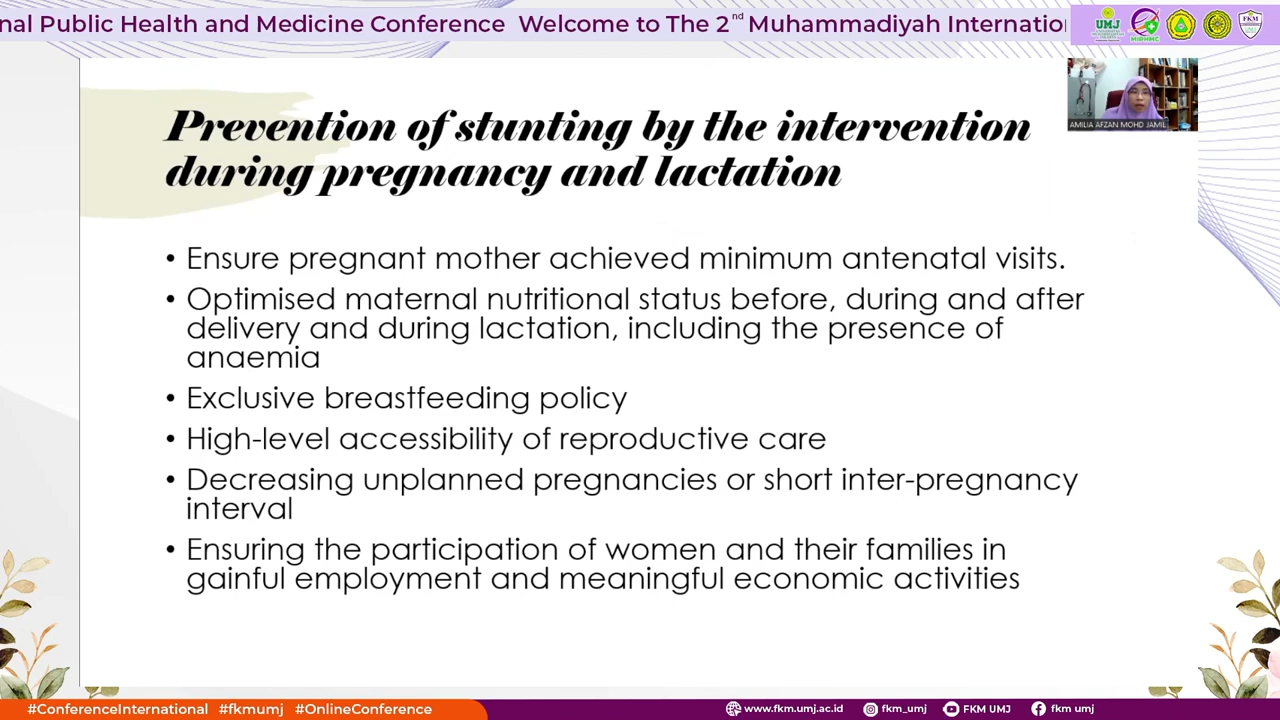 nal Public Health and Medicine Conference Welcome to The 2nd Muhammadiyah Internatio
UMJ
MIPHMC
FKM
AMILIA AFZAN MOHD JAMIL
Prevention of stunting by the intervention
during pregnancy and lactation
• Ensure pregnant mother achieved minimum antenatal visits.
• Optimised maternal nutritional status before, during and after
delivery and during lactation, including the presence of
anaemia
• Exclusive breastfeeding policy
• High-level accessibility of reproductive care
• Decreasing unplanned pregnancies or short inter-pregnancy
interval
• Ensuring the participation of women and their families in
gainful employment and meaningful economic activities
#ConferenceInternational #fkmumj #OnlineConference
www.fkm.umj.ac.id fkm_umj FKM UMJ fkm umj